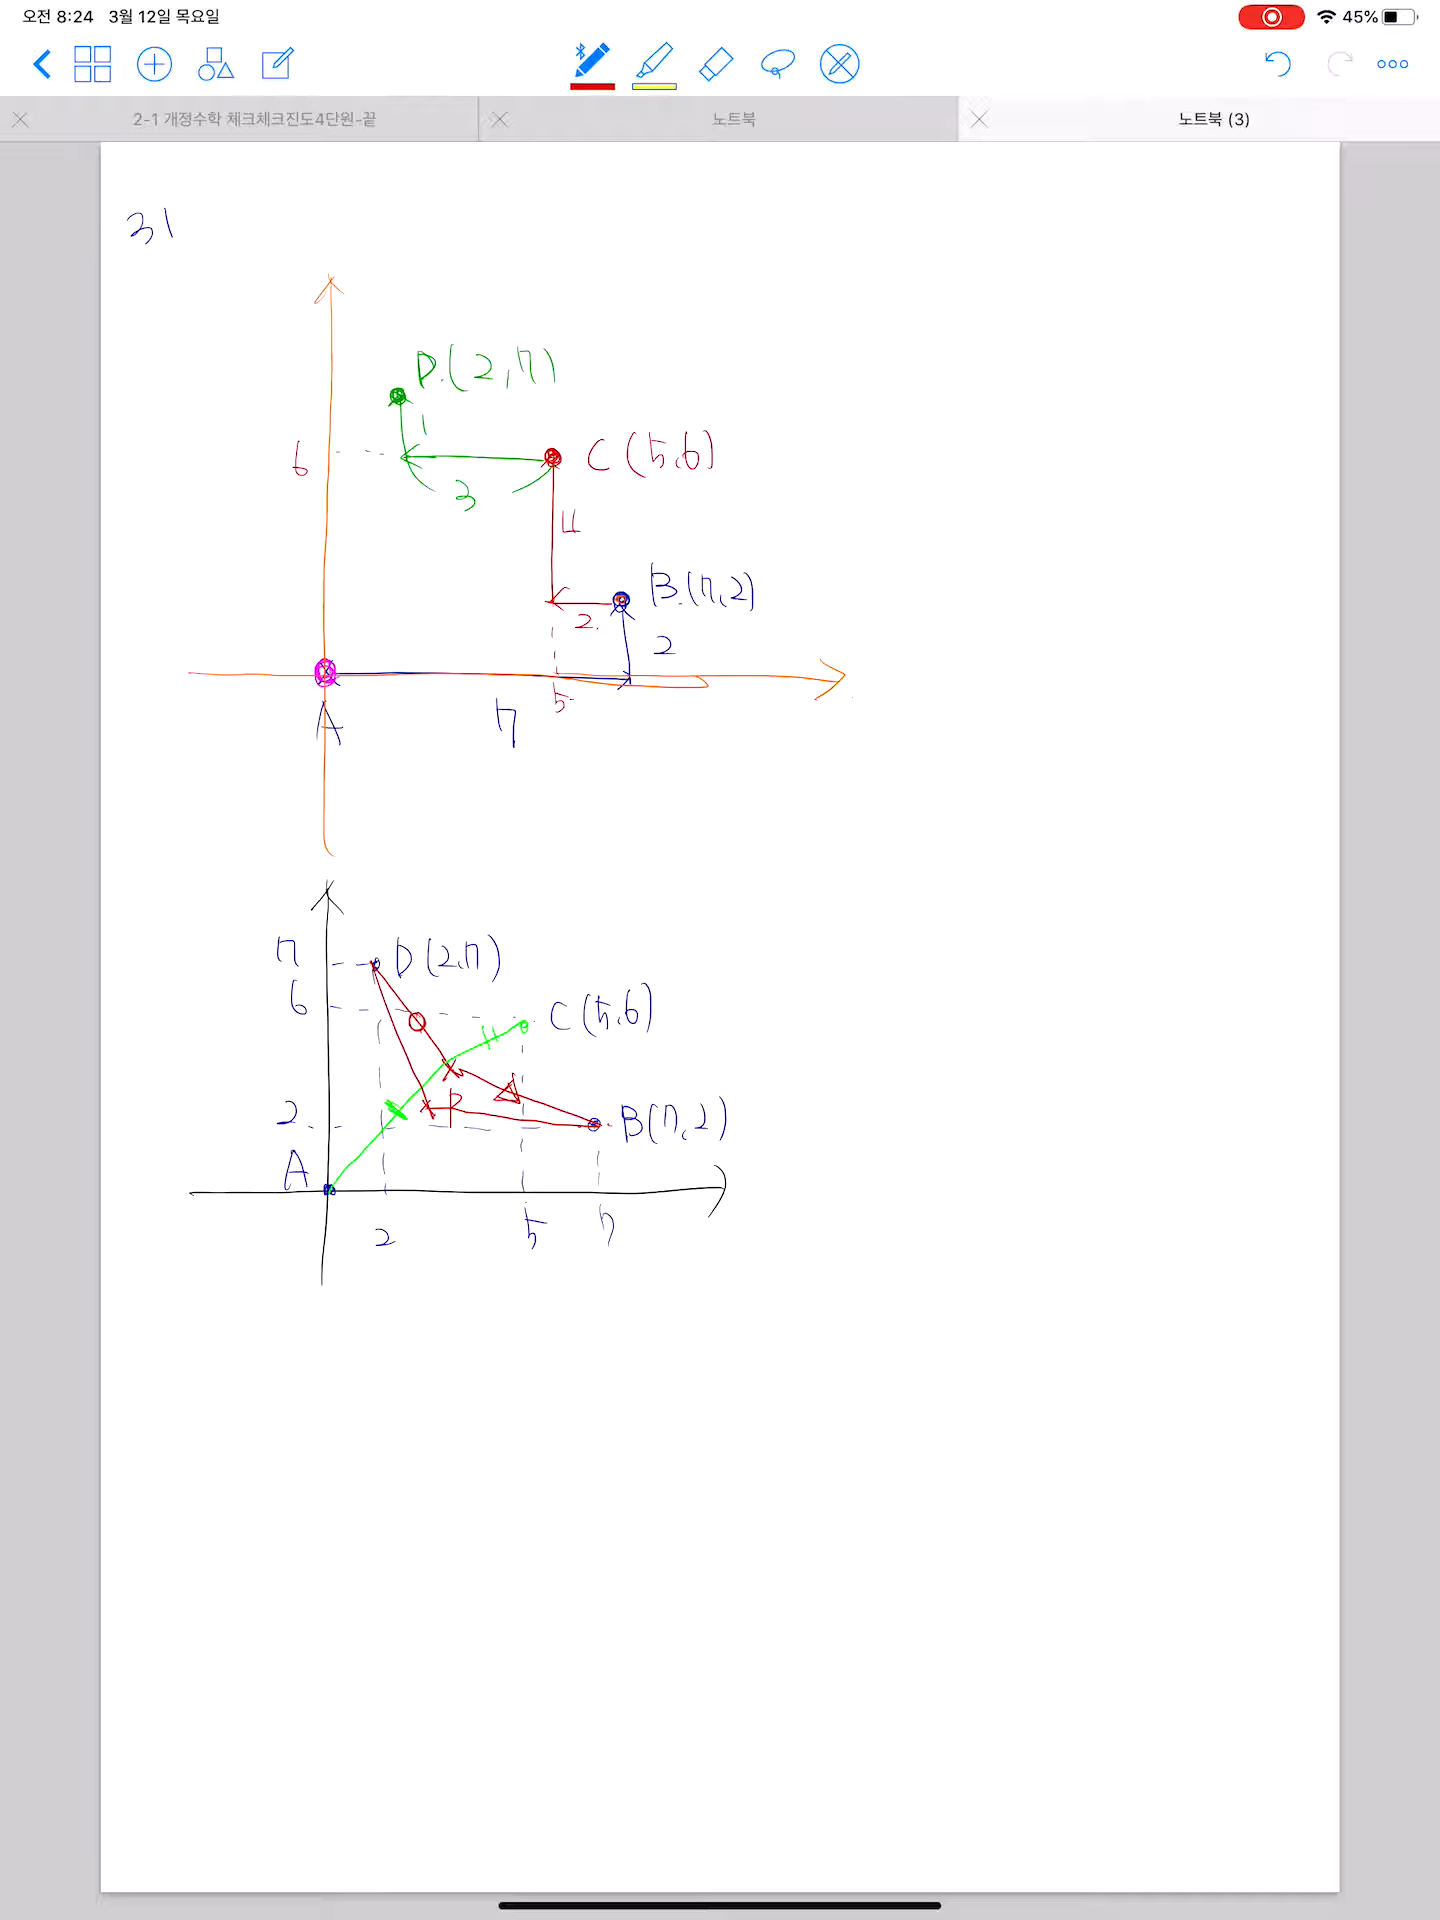 오전 8:24 3월 12일 목요일
45%
2-1 개정수학 체크체크진도4단원-끝
노트북
노트북 (3)
31
D.(2,7)
1
6
C(5,6)
3
4
B.(7,2)
2.
2
5
A
7
7
D(2,7)
6
C(5,6)
P
2
B(7,2)
A
2
5
7